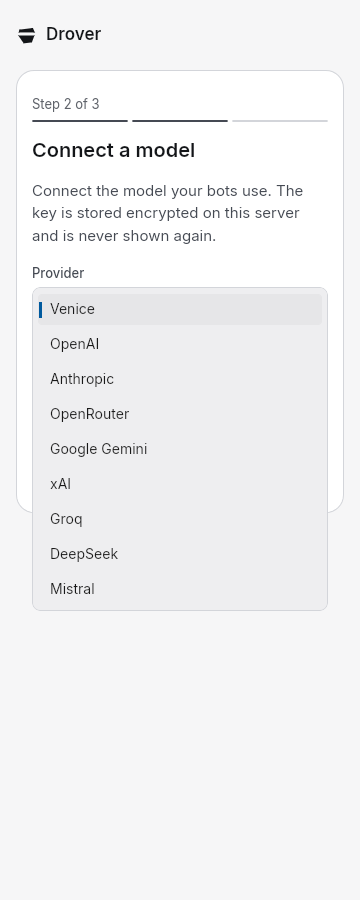 Drover
Step 2 of 3
Connect a model
Connect the model your bots use. The
key is stored encrypted on this server
and is never shown again.
Provider
Venice
OpenAI
Anthropic
OpenRouter
Google Gemini
xAI
Groq
DeepSeek
Mistral